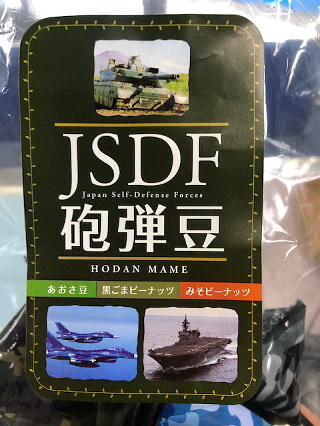 JSDF
Japan Self-Defense Forces
砲弾豆
HODAN MAME
あおさ豆 黒ごまピーナッツ みそピーナッツ